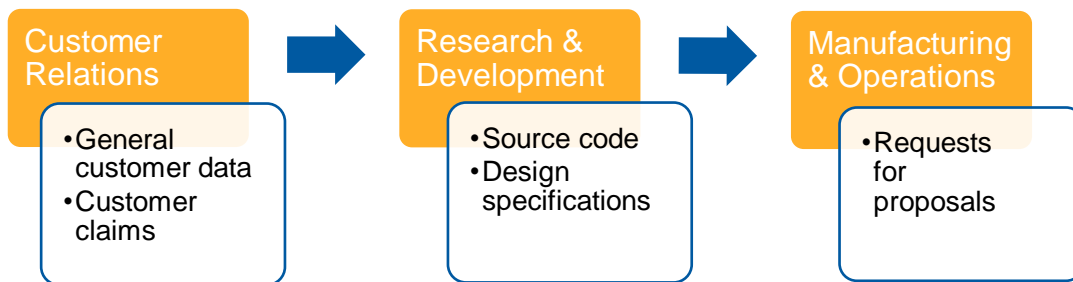 Customer
Relations
•General
customer data
•Customer
claims
Research &
Development
•Source code
•Design
specifications
Manufacturing
& Operations
•Requests
for
proposals